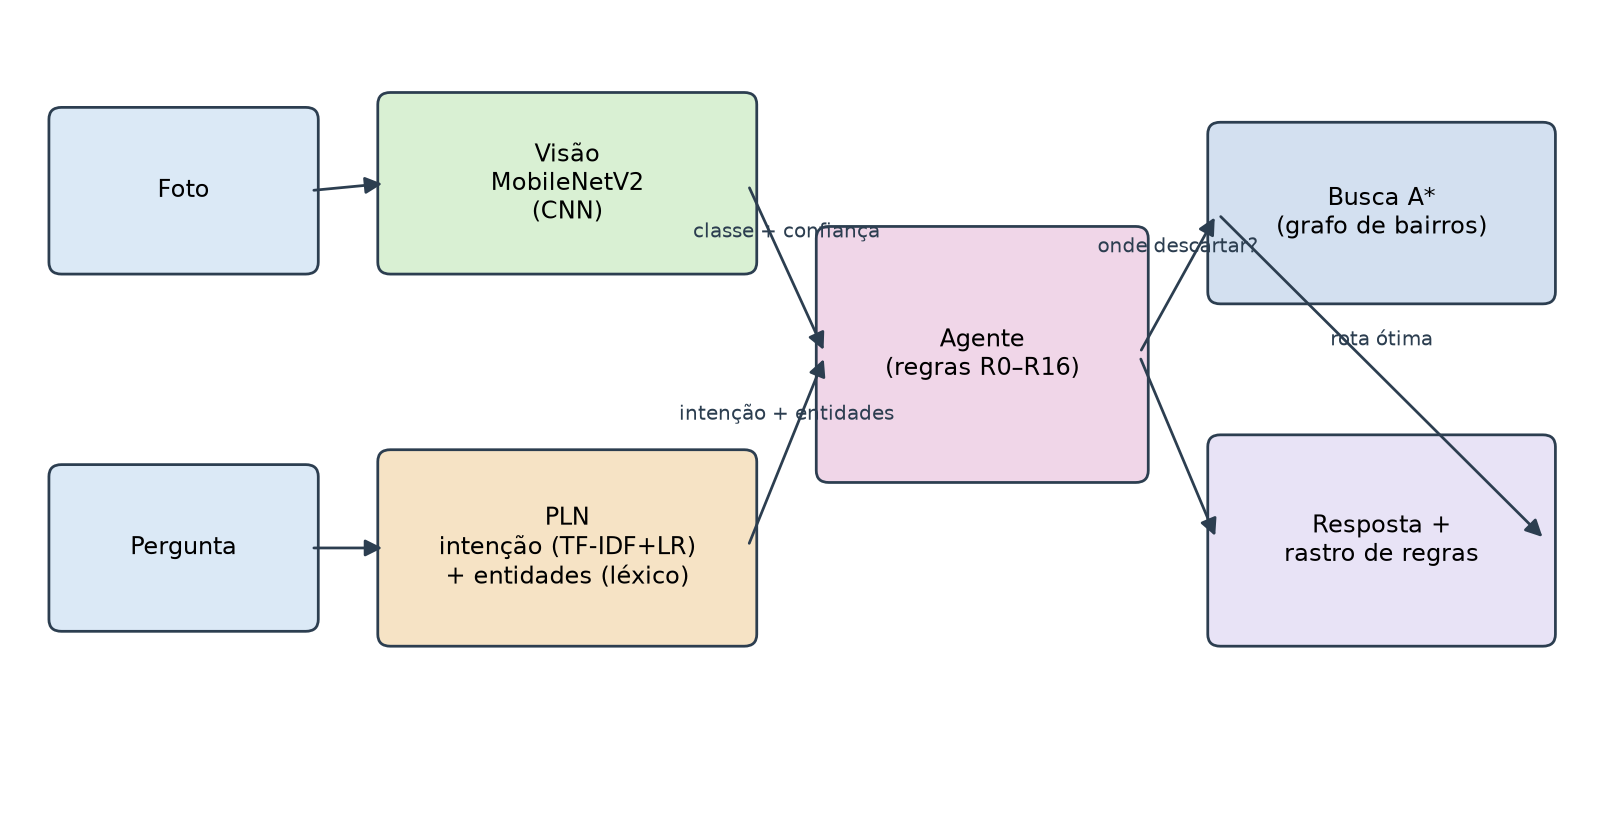 Foto
Visão
MobileNetV2
(CNN)
classe + confiança
Pergunta
PLN
intenção (TF-IDF+LR)
+ entidades (léxico)
intenção + entidades
Agente
(regras R0–R16)
onde descartar?
Busca A*
(grafo de bairros)
rota ótima
Resposta +
rastro de regras